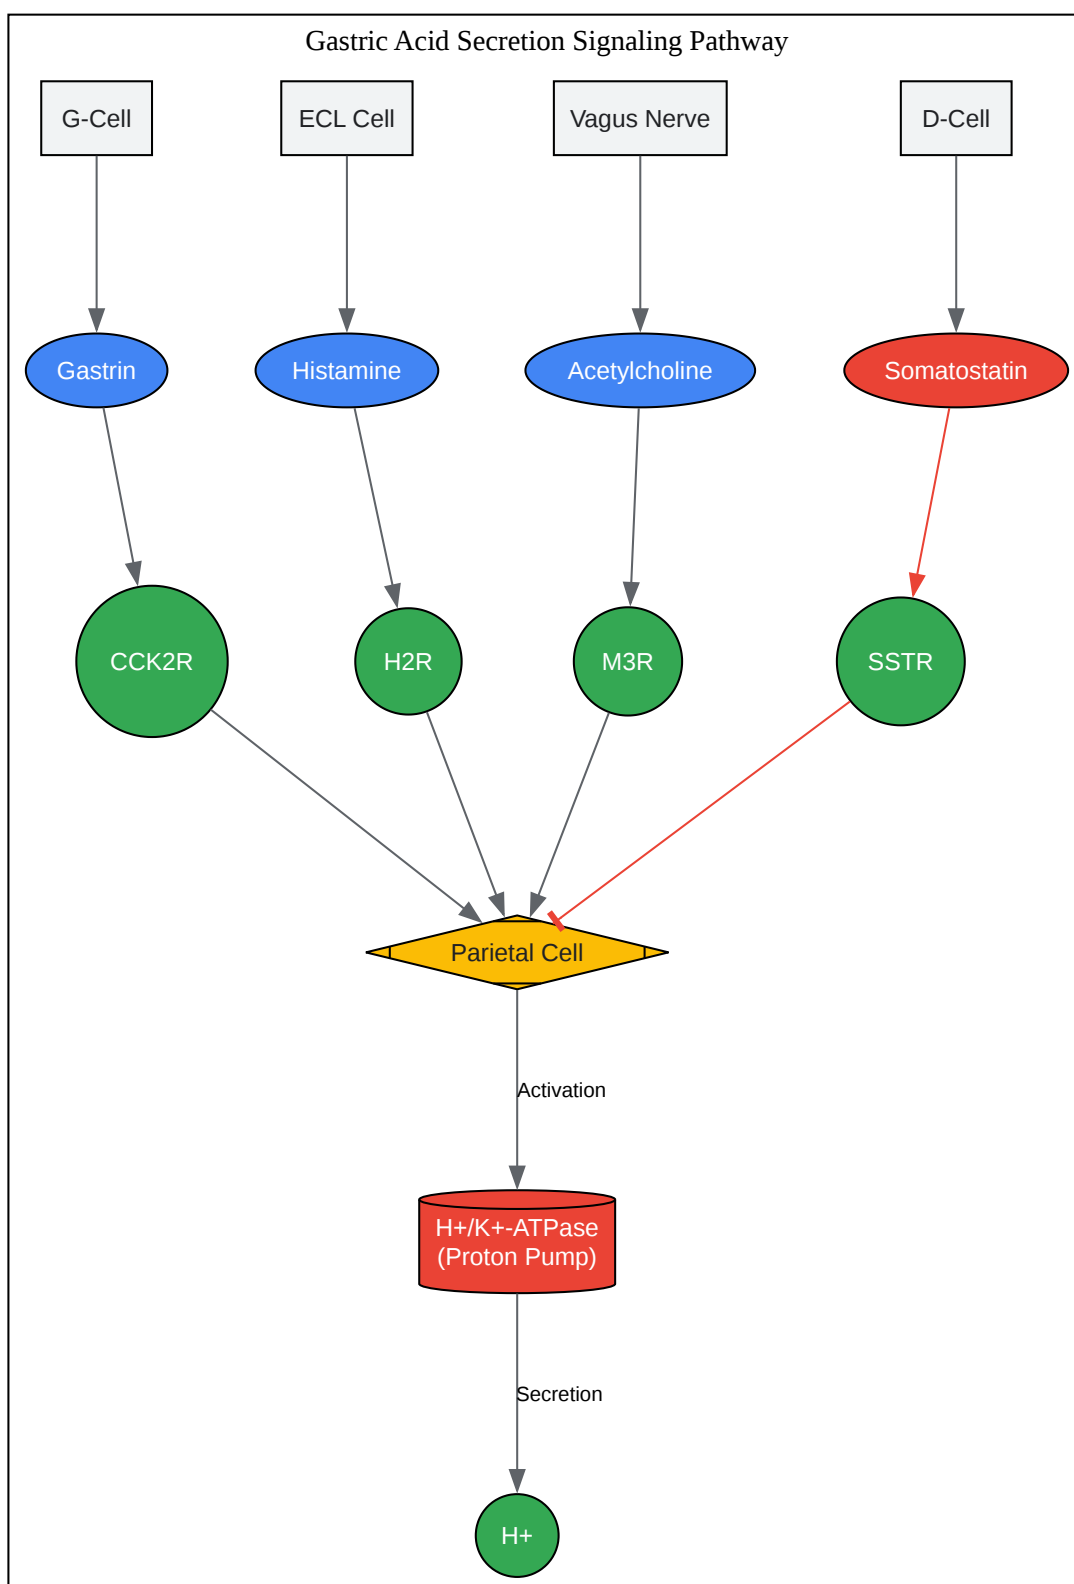 Gastric Acid Secretion Signaling Pathway
G-Cell
ECL Cell
Vagus Nerve
D-Cell
Gastrin
Histamine
Acetylcholine
Somatostatin
CCK2R
H2R
M3R
SSTR
Parietal Cell
Activation
H+/K+-ATPase
(Proton Pump)
Secretion
H+